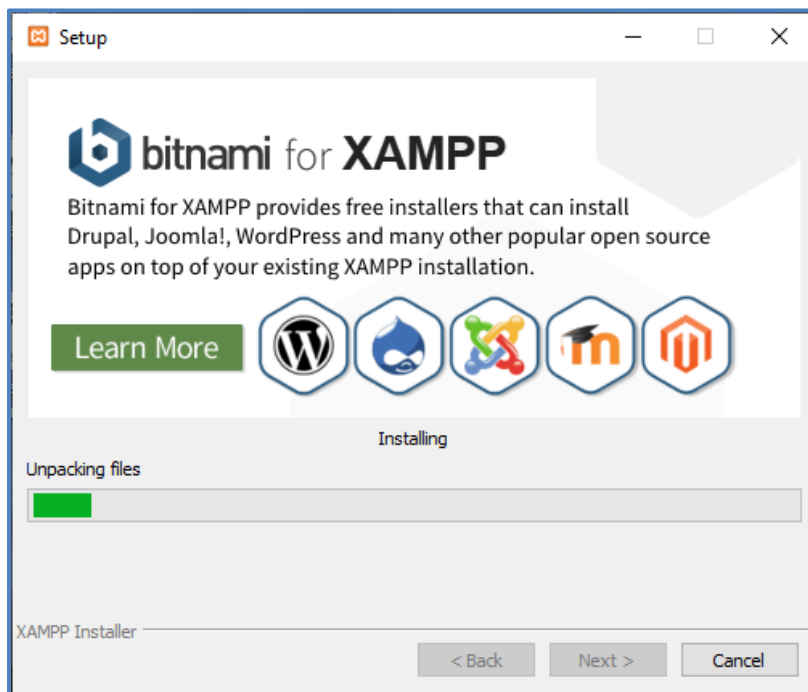 Setup
bitnami for XAMPP
Bitnami for XAMPP provides free installers that can install
Drupal, Joomla!, WordPress and many other popular open source
apps on top of your existing XAMPP installation.
Learn More
Installing
Unpacking files
XAMPP Installer
< Back Next > Cancel